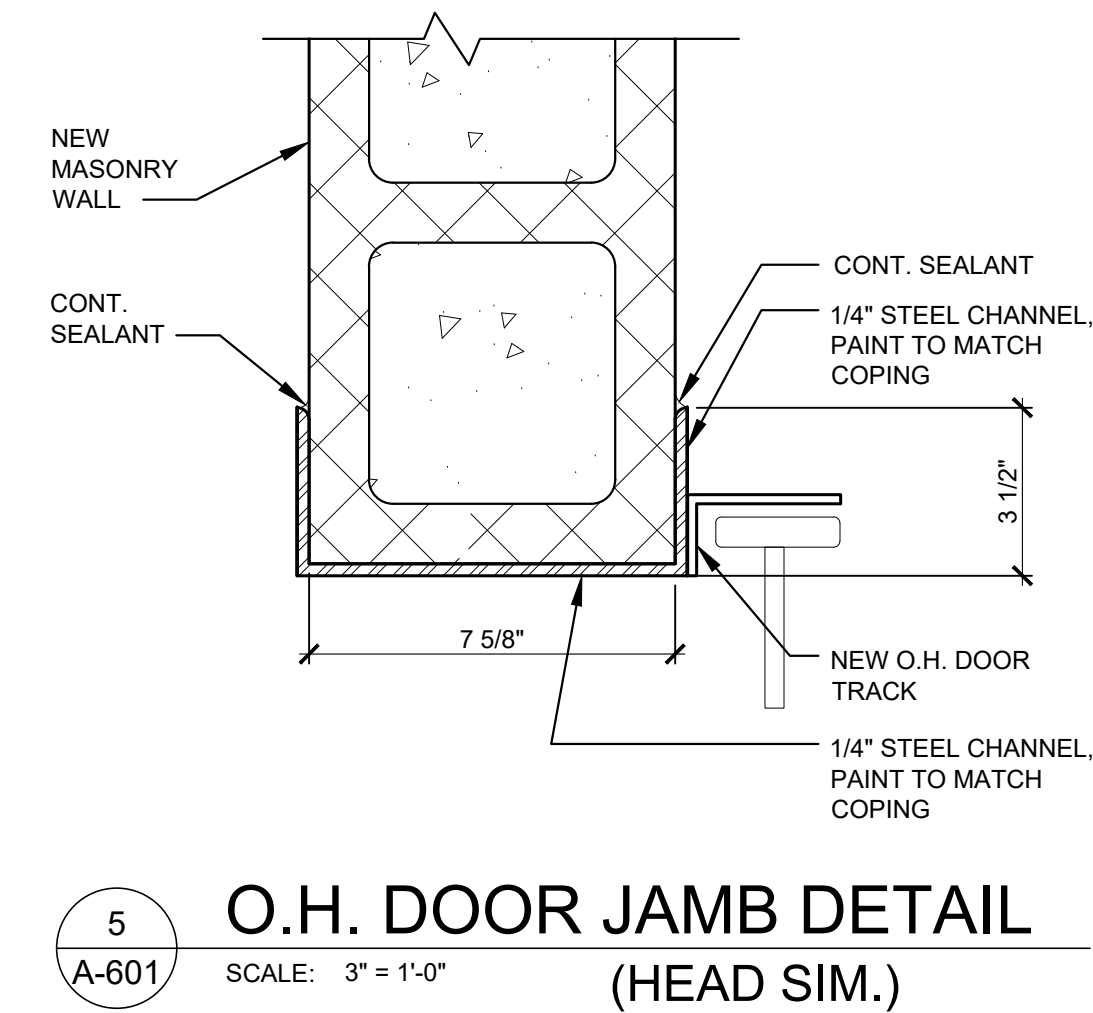 NEW
MASONRY
WALL
CONT.
SEALANT
CONT. SEALANT
1/4" STEEL CHANNEL,
PAINT TO MATCH
COPING
3 1/2"
7 5/8"
NEW O.H. DOOR
TRACK
1/4" STEEL CHANNEL,
PAINT TO MATCH
COPING
5
A-601
O.H. DOOR JAMB DETAIL
SCALE: 3" = 1'-0"
(HEAD SIM.)